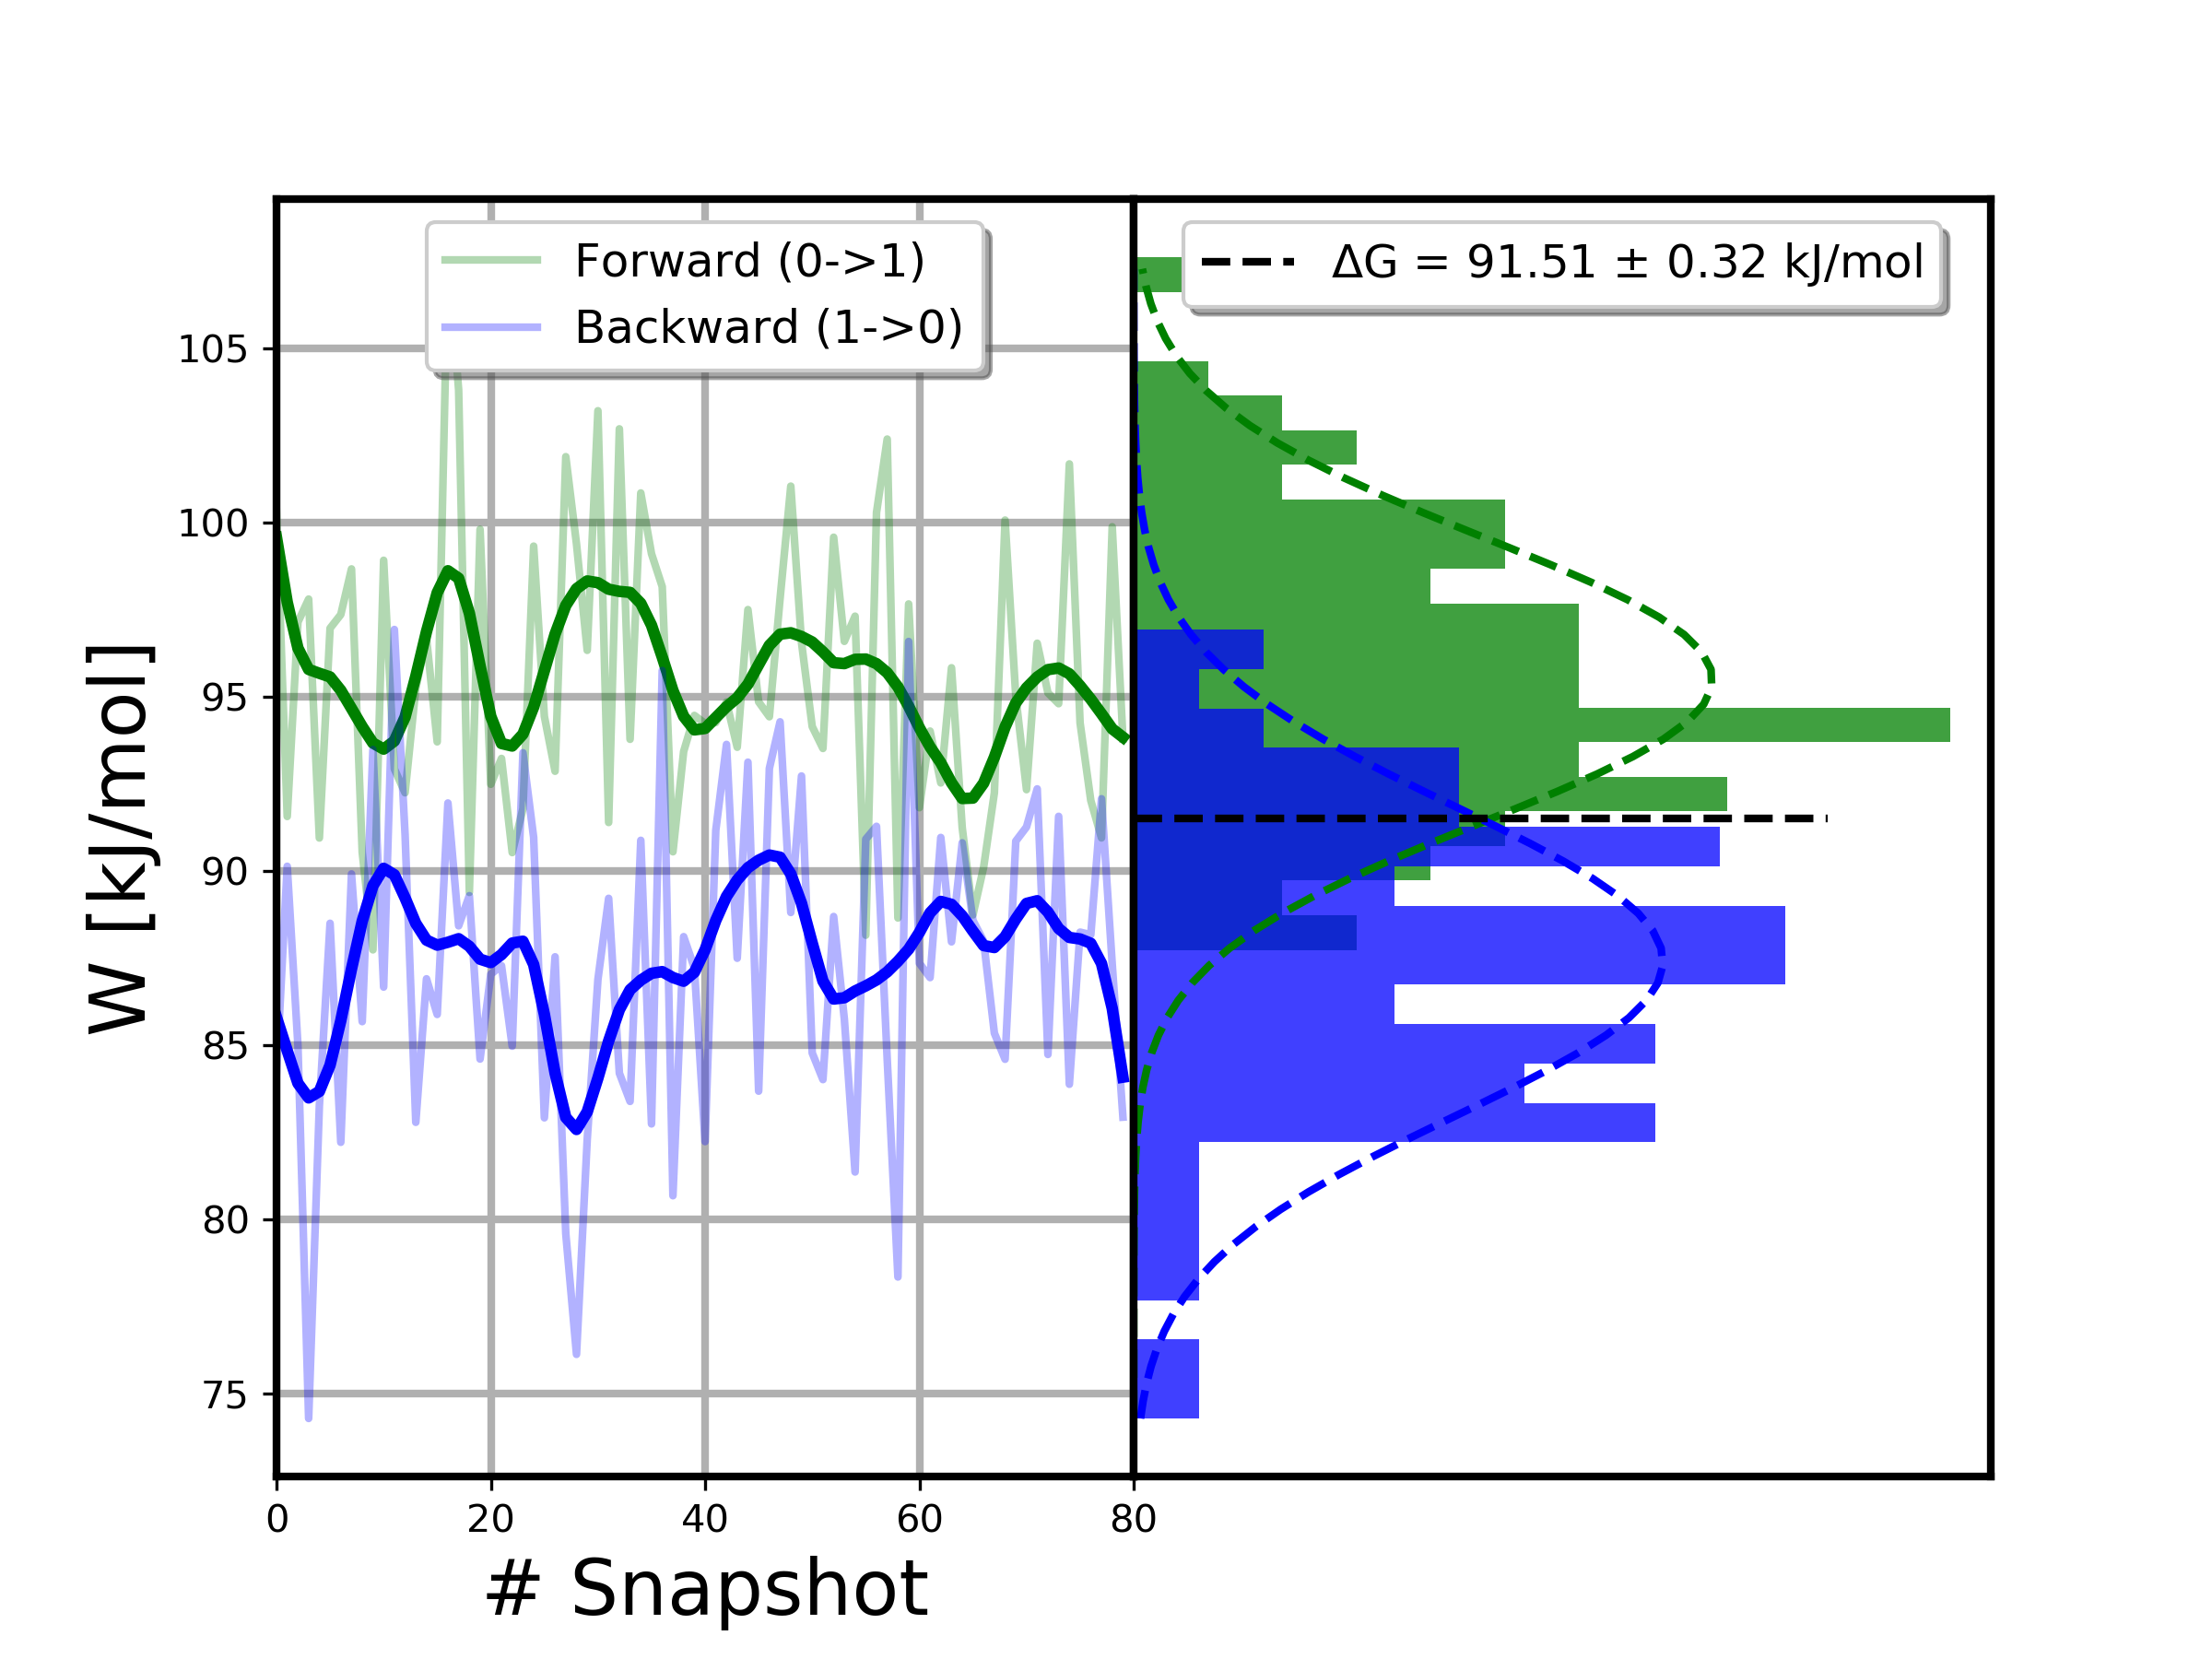 Forward (0->1)
Backward (1->0)
ΔG = 91.51 ± 0.32 kJ/mol
W [kJ/mol]
105
100
95
90
85
80
75
0 20 40 60 80
# Snapshot